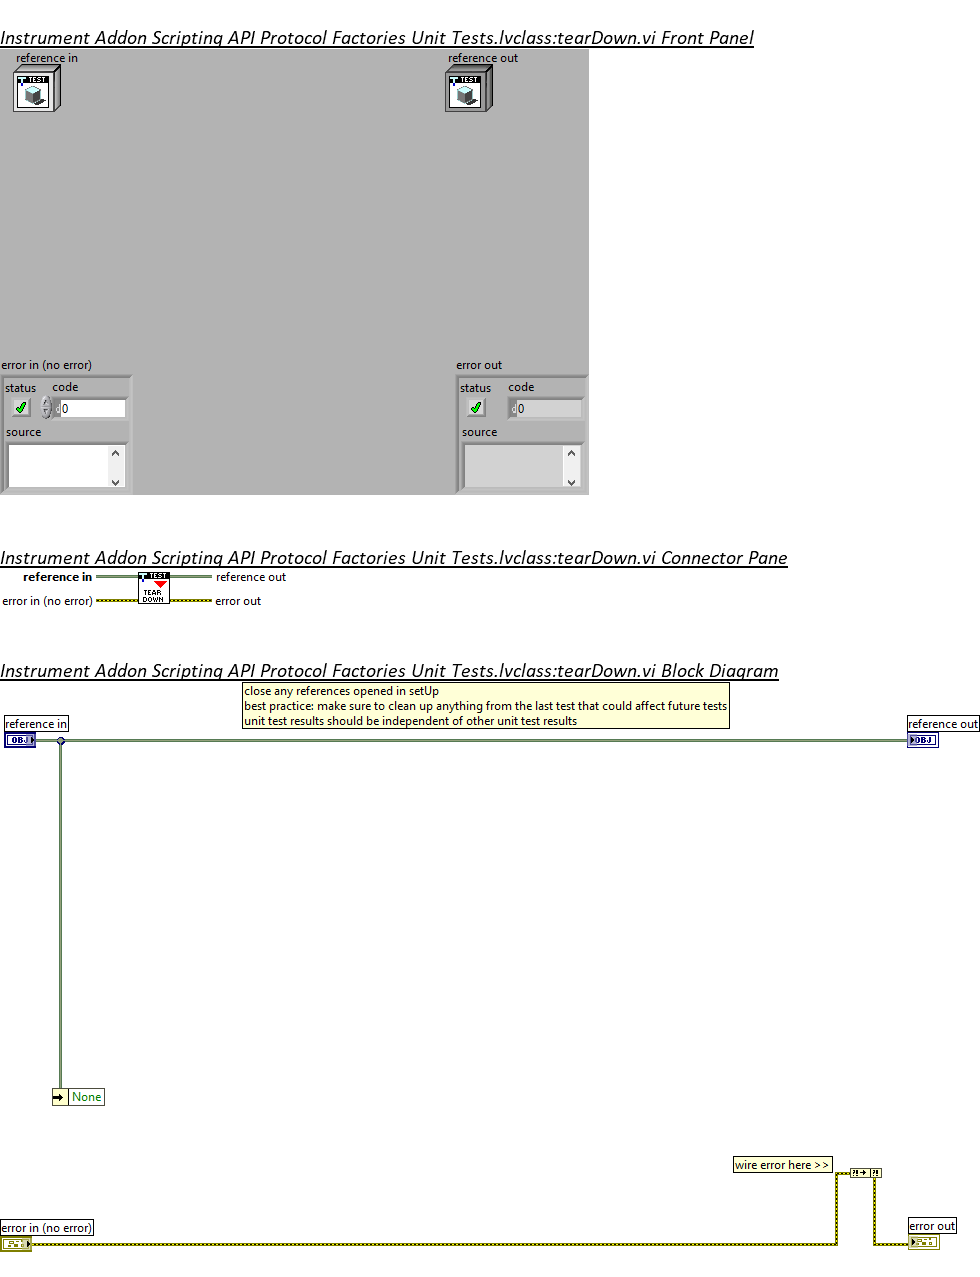 Instrument Addon Scripting API Protocol Factories Unit Tests.lvclass:tearDown.vi Front Panel
reference in
reference out
TEST
TEST
error in (no error)
error out
status code
status code
d0
d0
source
source
Instrument Addon Scripting API Protocol Factories Unit Tests.lvclass:tearDown.vi Connector Pane
reference in
TEST
reference out
error in (no error)
TEAR
DOWN
error out
Instrument Addon Scripting API Protocol Factories Unit Tests.lvclass:tearDown.vi Block Diagram
close any references opened in setUp
best practice: make sure to clean up anything from the last test that could affect future tests
unit test results should be independent of other unit test results
reference in
reference out
OBJ
OBJ
None
wire error here >>
?! ?!
error in (no error)
error out